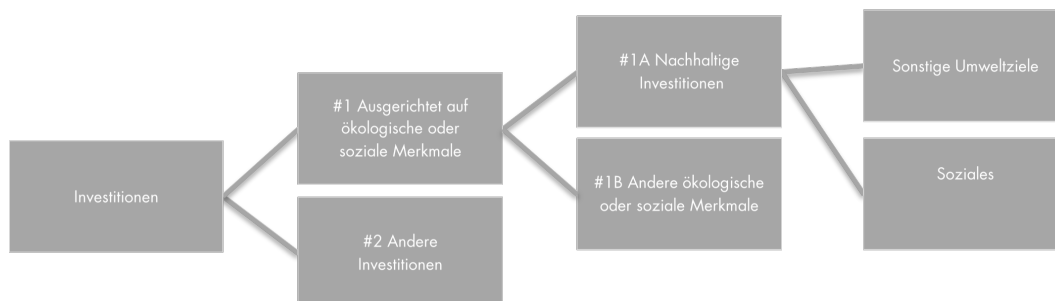 Investitionen
#1 Ausgerichtet auf
ökologische oder
soziale Merkmale
#2 Andere
Investitionen
#1A Nachhaltige
Investitionen
#1B Andere ökologische
oder soziale Merkmale
Sonstige Umweltziele
Soziales